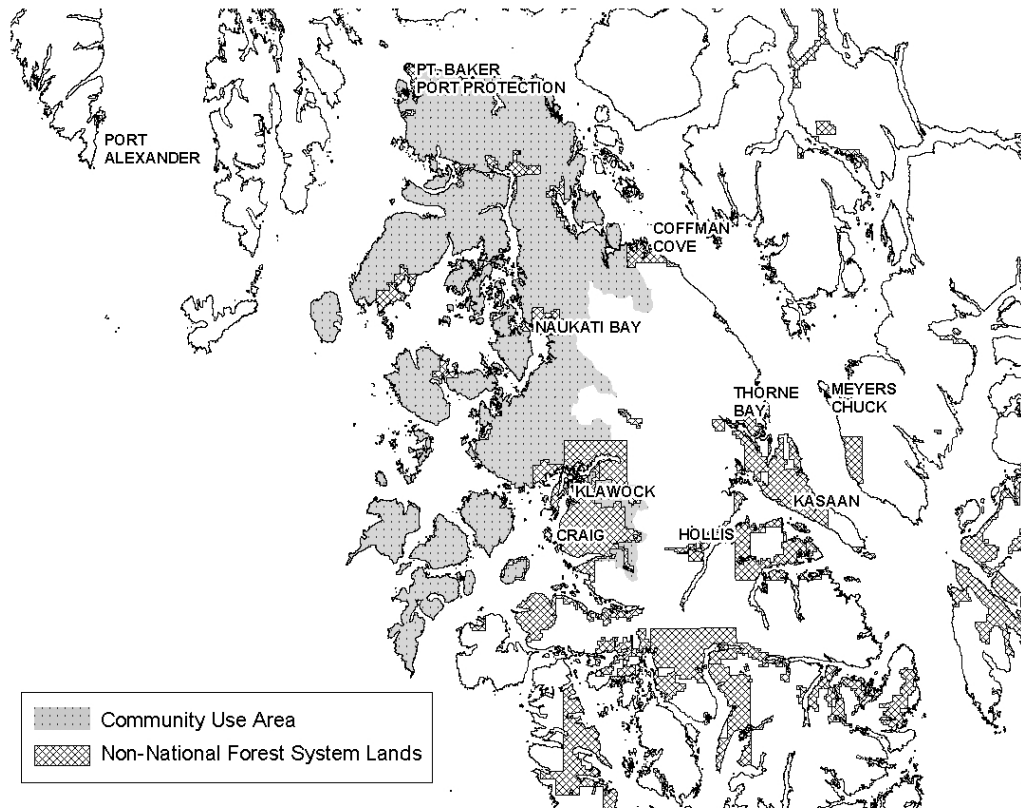 PT. BAKER
PORT PROTECTION
PORT
ALEXANDER
COFFMAN
COVE
NAUKATI BAY
THORNE
BAY
MEYERS
CHUCK
KLAWOCK
KASAAN
CRAIG
HOLLIS
Community Use Area
Non-National Forest System Lands